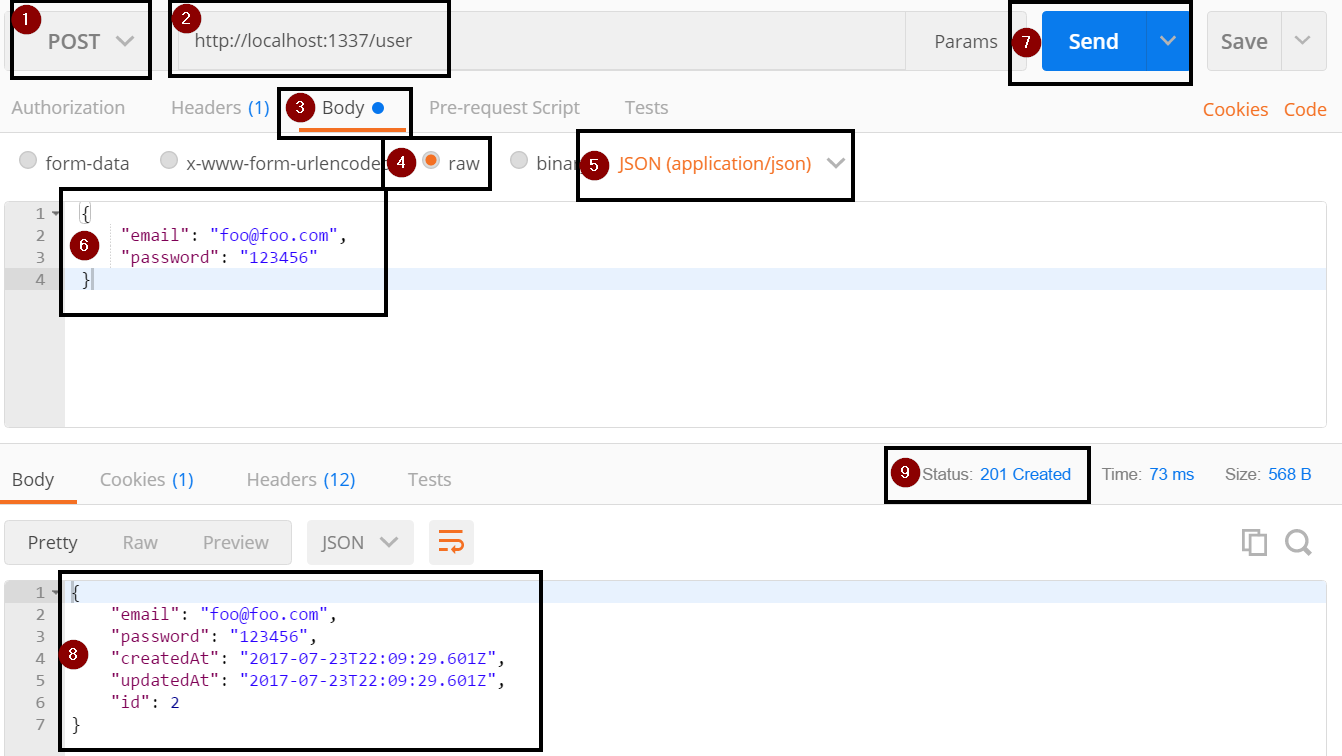 1 POST 2 http://localhost:1337/user Params 7 Send Save
Authorization Headers (1) 3 Body Pre-request Script Tests Cookies Code
form-data x-www-form-urlencoded 4 raw binary 5 JSON (application/json)
1 {
2 "email": "foo@foo.com",
6
3 "password": "123456"
4 }
Body Cookies (1) Headers (12) Tests 9 Status: 201 Created Time: 73 ms Size: 568 B
Pretty Raw Preview JSON
1 {
2 "email": "foo@foo.com",
3 "password": "123456",
8
4 "createdAt": "2017-07-23T22:09:29.601Z",
5 "updatedAt": "2017-07-23T22:09:29.601Z",
6 "id": 2
7 }